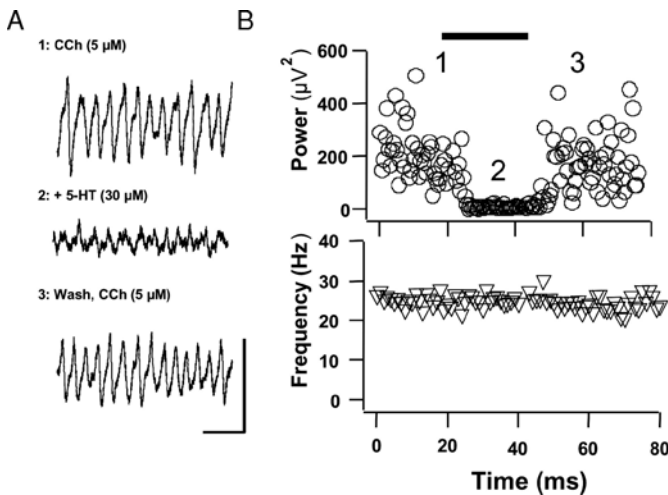 A
1: CCh (5 µM)
2: + 5-HT (30 µM)
3: Wash, CCh (5 µM)
B
1
3
2
Power (µV²)
600
400
200
0
Frequency (Hz)
40
30
20
10
0
0 20 40 60 80
Time (ms)